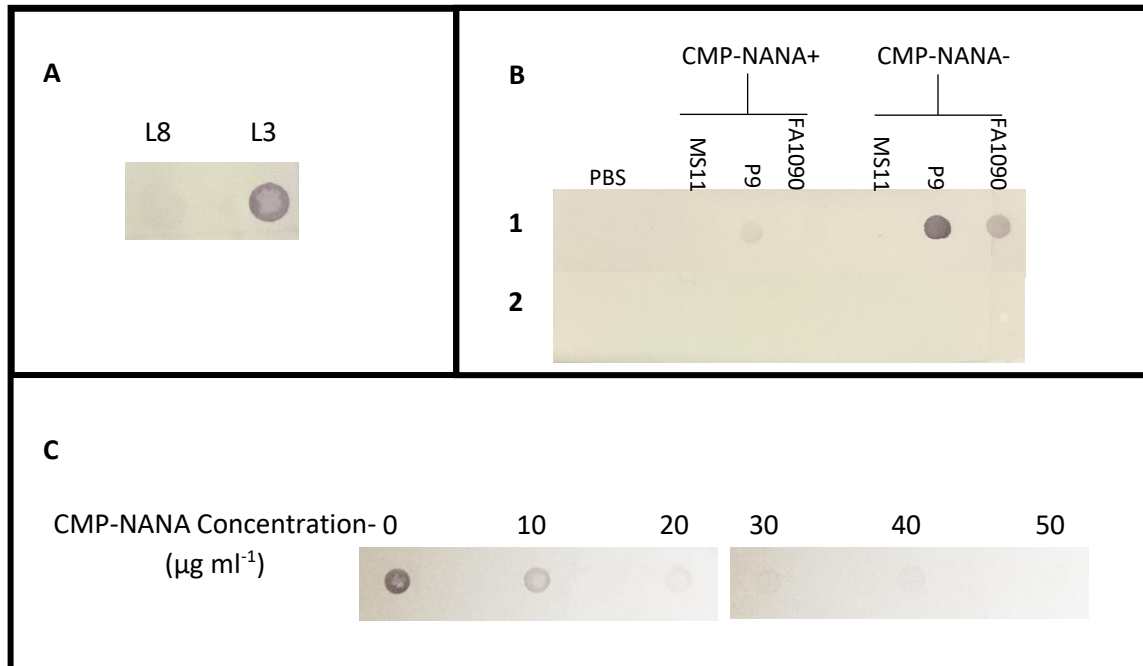 A
L8 L3
B
CMP-NANA+ CMP-NANA-
PBS MS11 P9 FA1090 MS11 P9 FA1090
1
2
C
CMP-NANA Concentration- 0 10 20 30 40 50
(µg ml⁻¹)